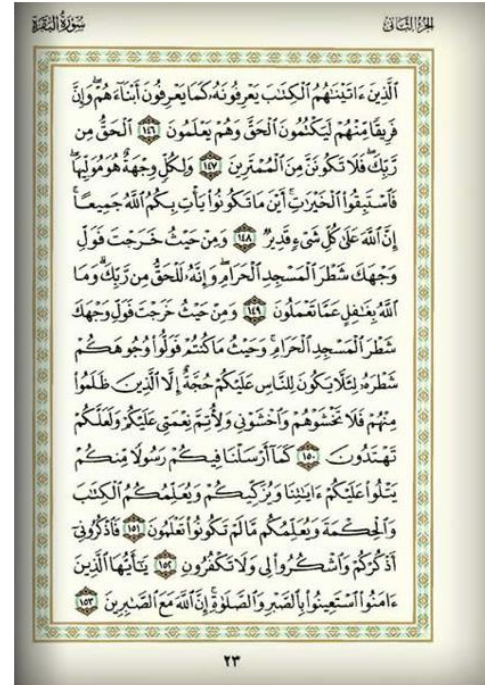 الجزء الثاني
سورة البقرة
ٱلَّذِينَ ءَاتَيْنَٰهُمُ ٱلْكِتَٰبَ يَعْرِفُونَهُۥ كَمَا يَعْرِفُونَ أَبْنَآءَهُمْ ۖ وَإِنَّ
فَرِيقًا مِّنْهُمْ لَيَكْتُمُونَ ٱلْحَقَّ وَهُمْ يَعْلَمُونَ ١٤٦ ٱلْحَقُّ مِن
رَّبِّكَ ۖ فَلَا تَكُونَنَّ مِنَ ٱلْمُمْتَرِينَ ١٤٧ وَلِكُلٍّ وِجْهَةٌ هُوَ مُوَلِّيهَا ۖ
فَٱسْتَبِقُوا۟ ٱلْخَيْرَٰتِ ۚ أَيْنَ مَا تَكُونُوا۟ يَأْتِ بِكُمُ ٱللَّهُ جَمِيعًا ۚ
إِنَّ ٱللَّهَ عَلَىٰ كُلِّ شَىْءٍ قَدِيرٌ ١٤٨ وَمِنْ حَيْثُ خَرَجْتَ فَوَلِّ
وَجْهَكَ شَطْرَ ٱلْمَسْجِدِ ٱلْحَرَامِ ۖ وَإِنَّهُۥ لَلْحَقُّ مِن رَّبِّكَ ۗ وَمَا
ٱللَّهُ بِغَٰفِلٍ عَمَّا تَعْمَلُونَ ١٤٩ وَمِنْ حَيْثُ خَرَجْتَ فَوَلِّ وَجْهَكَ
شَطْرَ ٱلْمَسْجِدِ ٱلْحَرَامِ ۚ وَحَيْثُ مَا كُنتُمْ فَوَلُّوا۟ وُجُوهَكُمْ
شَطْرَهُۥ لِئَلَّا يَكُونَ لِلنَّاسِ عَلَيْكُمْ حُجَّةٌ إِلَّا ٱلَّذِينَ ظَلَمُوا۟
مِنْهُمْ فَلَا تَخْشَوْهُمْ وَٱخْشَوْنِى وَلِأُتِمَّ نِعْمَتِى عَلَيْكُمْ وَلَعَلَّكُمْ
تَهْتَدُونَ ١٥٠ كَمَآ أَرْسَلْنَا فِيكُمْ رَسُولًا مِّنكُمْ
يَتْلُوا۟ عَلَيْكُمْ ءَايَٰتِنَا وَيُزَكِّيكُمْ وَيُعَلِّمُكُمُ ٱلْكِتَٰبَ
وَٱلْحِكْمَةَ وَيُعَلِّمُكُم مَّا لَمْ تَكُونُوا۟ تَعْلَمُونَ ١٥١ فَٱذْكُرُونِىٓ
أَذْكُرْكُمْ وَٱشْكُرُوا۟ لِى وَلَا تَكْفُرُونِ ١٥٢ يَٰٓأَيُّهَا ٱلَّذِينَ
ءَامَنُوا۟ ٱسْتَعِينُوا۟ بِٱلصَّبْرِ وَٱلصَّلَوٰةِ ۚ إِنَّ ٱللَّهَ مَعَ ٱلصَّٰبِرِينَ ١٥٣
٢٣